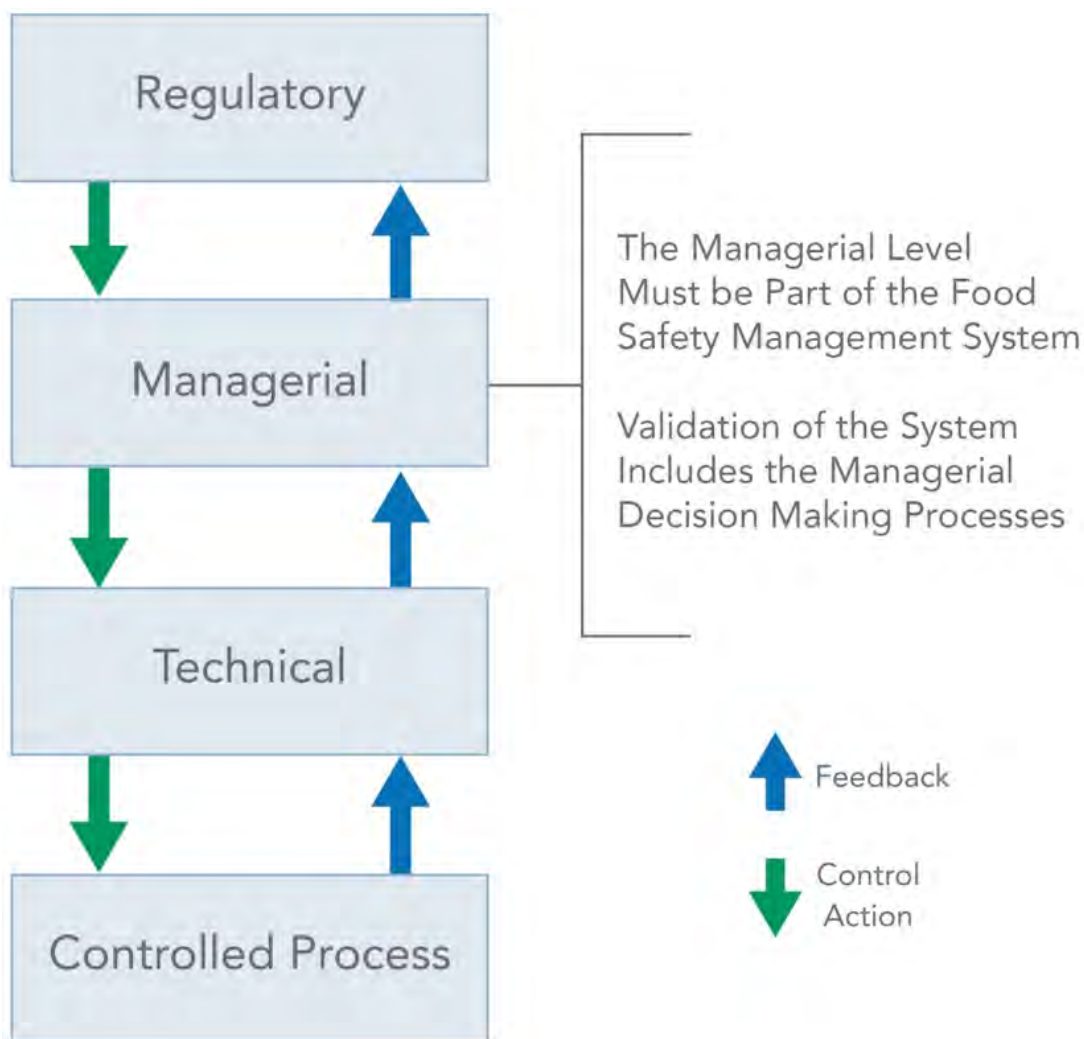 Regulatory
Managerial
The Managerial Level
Must be Part of the Food
Safety Management System
Validation of the System
Includes the Managerial
Decision Making Processes
Technical
Feedback
Control
Action
Controlled Process